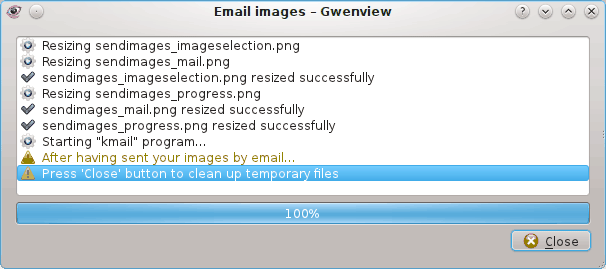 Email images – Gwenview
Resizing sendimages_imageselection.png
Resizing sendimages_mail.png
sendimages_imageselection.png resized successfully
Resizing sendimages_progress.png
sendimages_mail.png resized successfully
sendimages_progress.png resized successfully
Starting "kmail" program...
After having sent your images by email...
Press 'Close' button to clean up temporary files
100%
Close